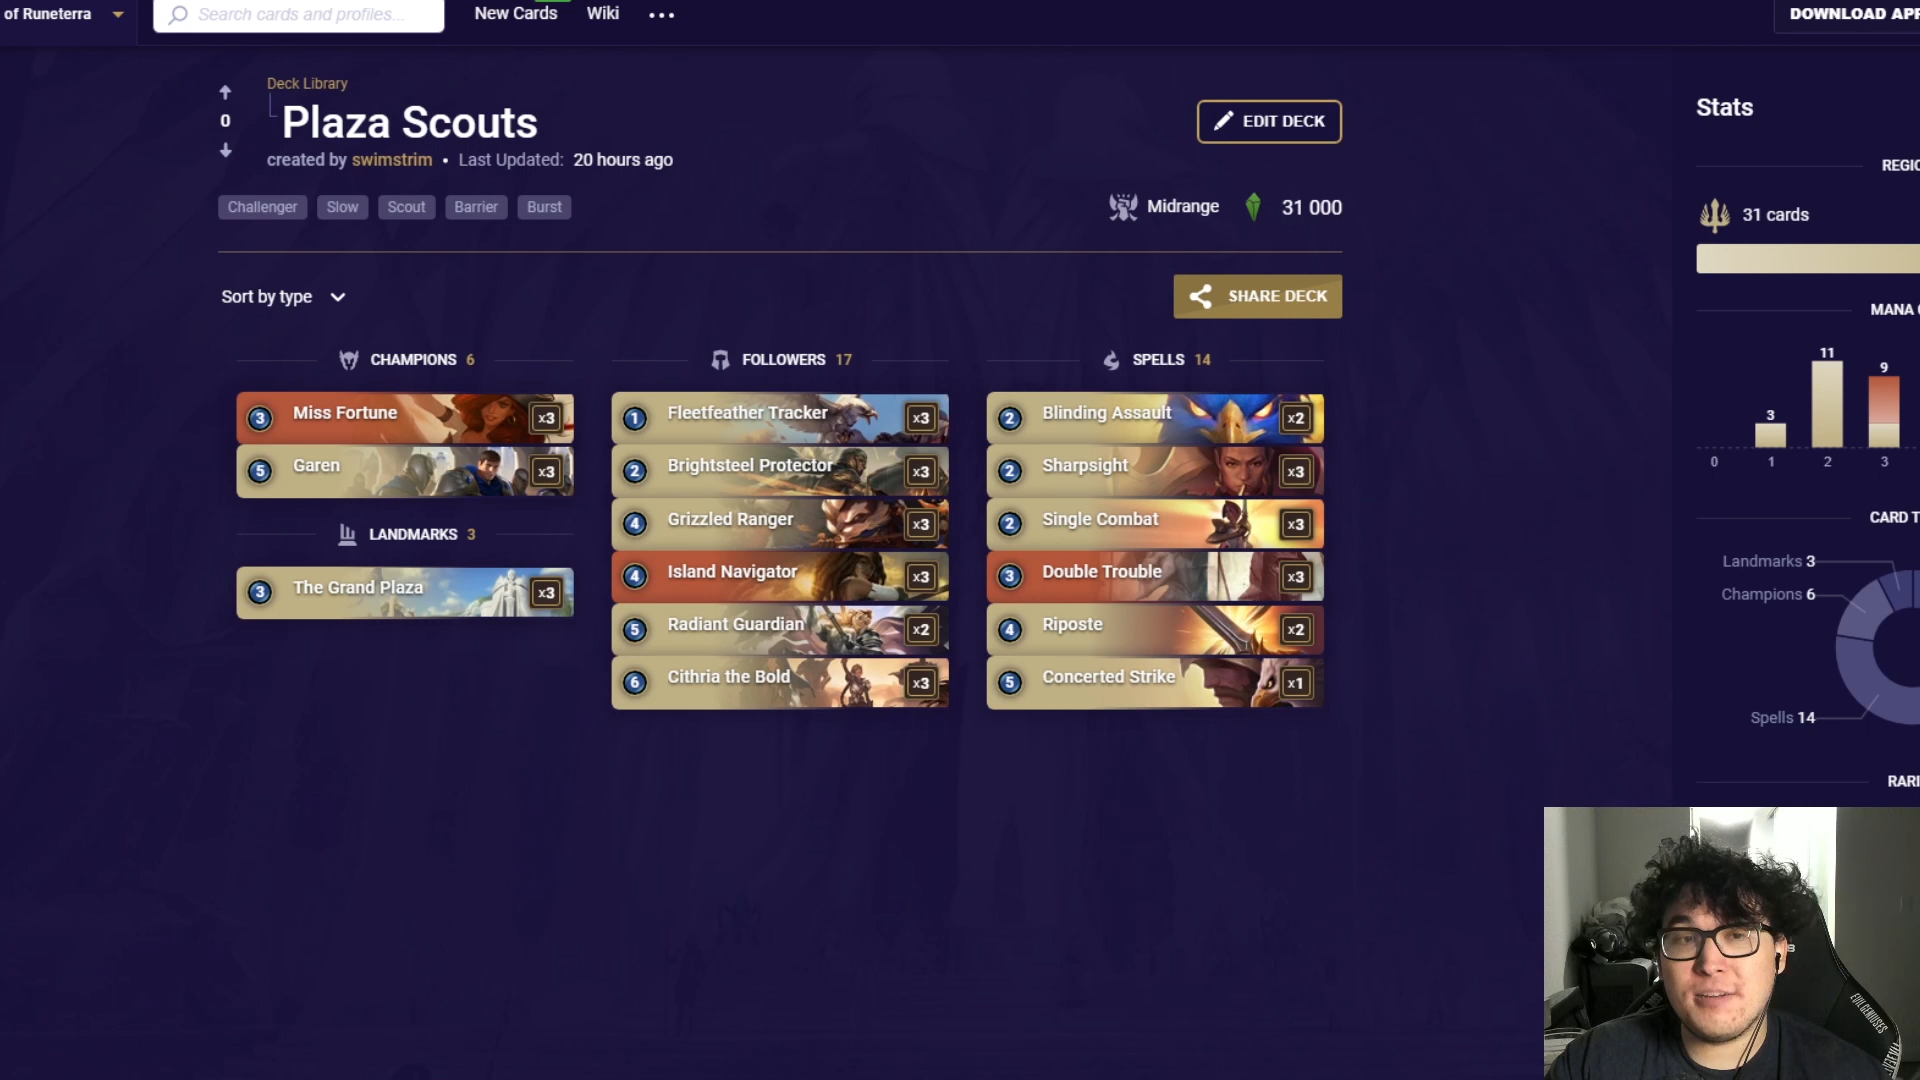 of Runeterra
Search cards and profiles...
New Cards
Wiki
DOWNLOAD APP
Deck Library
0
Plaza Scouts
EDIT DECK
created by swimstrim • Last Updated: 20 hours ago
Challenger
Slow
Scout
Barrier
Burst
Midrange
31 000
Sort by type
SHARE DECK
CHAMPIONS 6
3 Miss Fortune x3
5 Garen x3
LANDMARKS 3
3 The Grand Plaza x3
FOLLOWERS 17
1 Fleetfeather Tracker x3
2 Brightsteel Protector x3
4 Grizzled Ranger x3
4 Island Navigator x3
5 Radiant Guardian x2
6 Cithria the Bold x3
SPELLS 14
2 Blinding Assault x2
2 Sharpsight x3
2 Single Combat x3
3 Double Trouble x3
4 Riposte x2
5 Concerted Strike x1
Stats
REGIO
31 cards
MANA
3
11
9
0 1 2 3
CARD T
Landmarks 3
Champions 6
Spells 14
RARI
EVIL GENIUSES